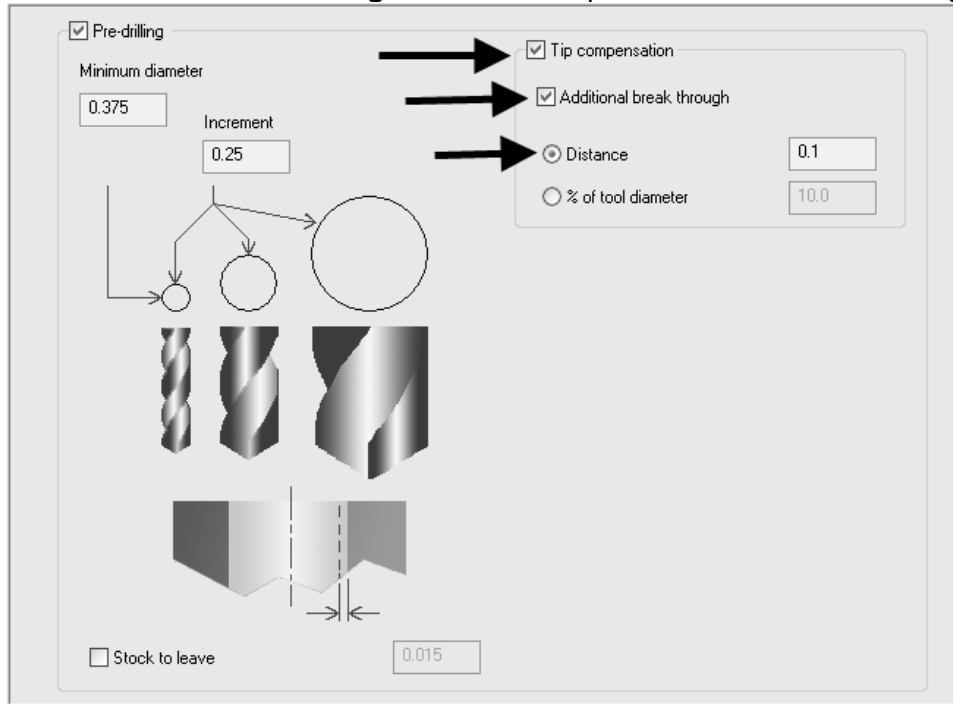 Pre-drilling
Minimum diameter
0.375
Increment
0.25
Tip compensation
Additional break through
Distance
0.1
% of tool diameter
10.0
Stock to leave
0.015